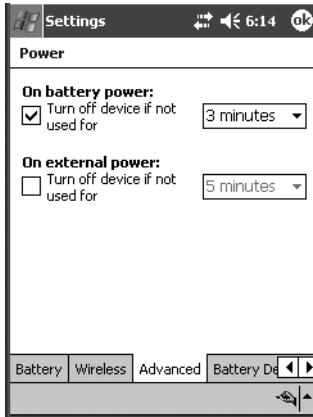 Settings 6:14 ok
Power
On battery power:
Turn off device if not
used for
3 minutes
On external power:
Turn off device if not
used for
5 minutes
Battery Wireless Advanced Battery De